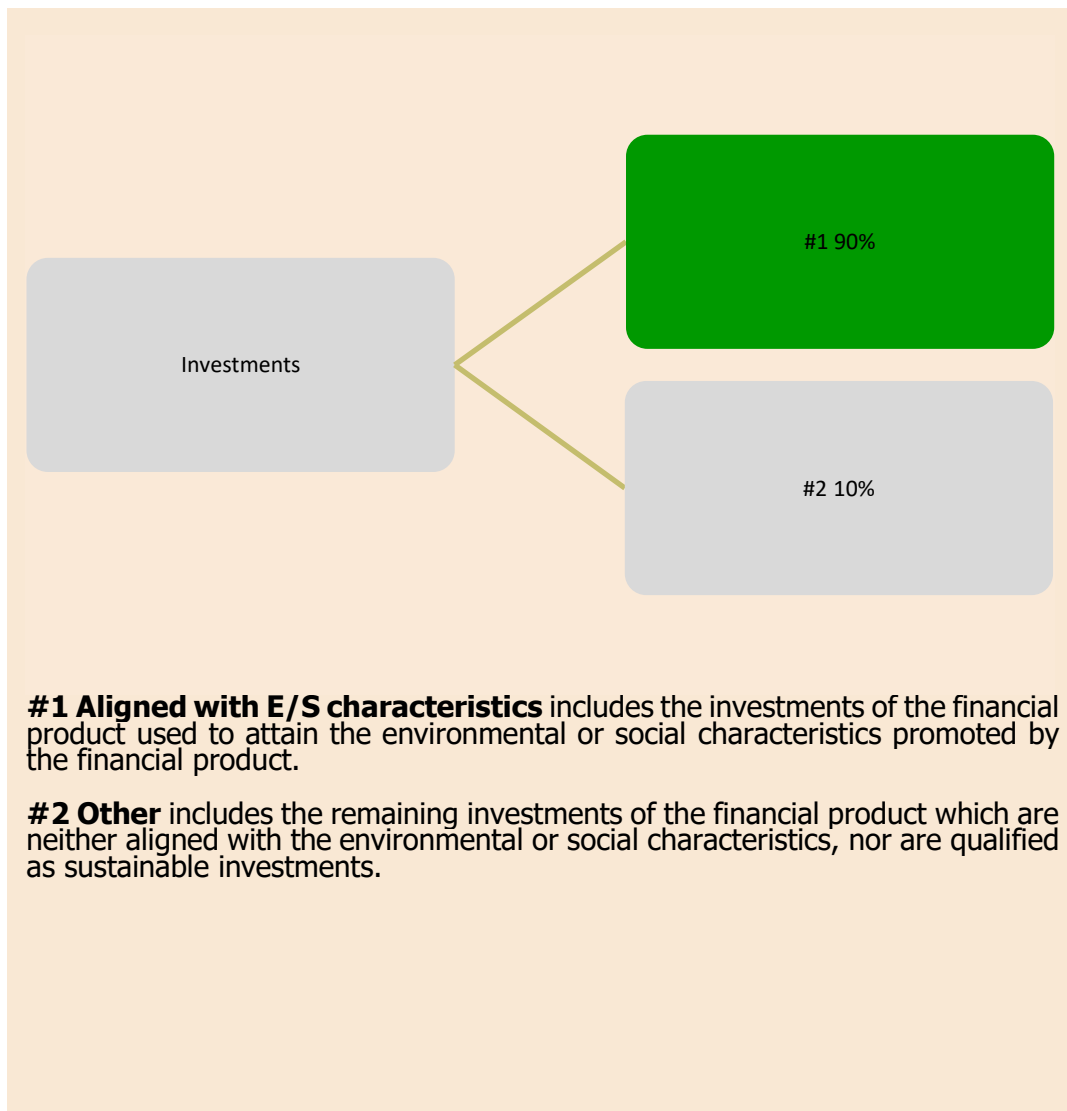 #1 90%
Investments
#2 10%
#1 Aligned with E/S characteristics includes the investments of the financial
product used to attain the environmental or social characteristics promoted by
the financial product.
#2 Other includes the remaining investments of the financial product which are
neither aligned with the environmental or social characteristics, nor are qualified
as sustainable investments.